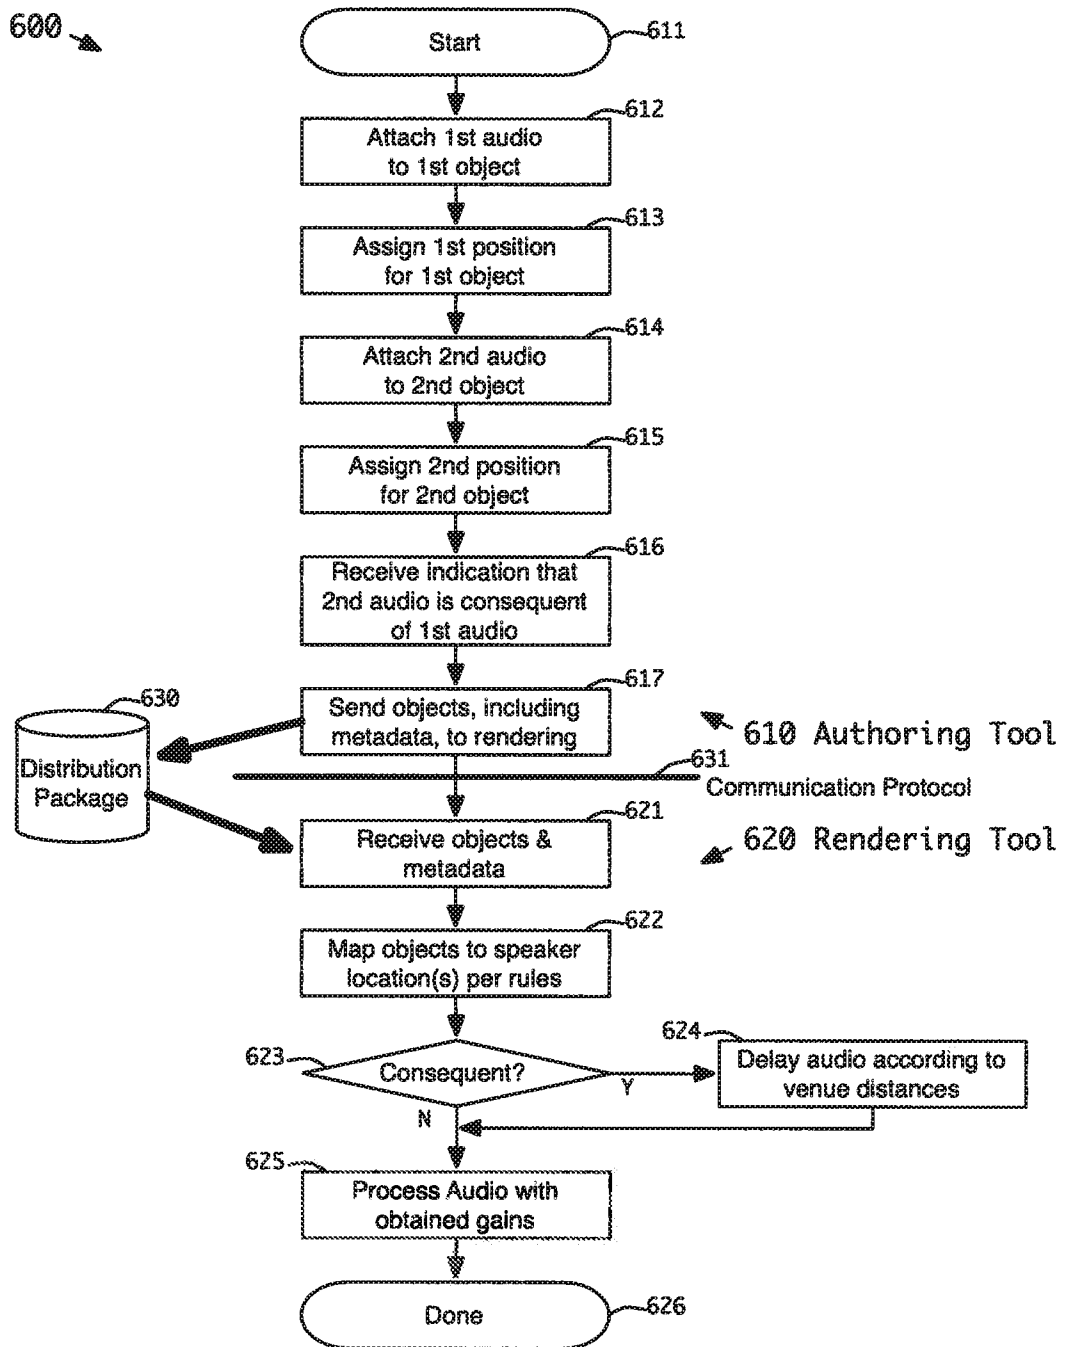 600
Start
611
612
Attach 1st audio
to 1st object
613
Assign 1st position
for 1st object
614
Attach 2nd audio
to 2nd object
615
Assign 2nd position
for 2nd object
616
Receive indication that
2nd audio is consequent
of 1st audio
617
Send objects, including
metadata, to rendering
630
Distribution
Package
610 Authoring Tool
631
Communication Protocol
620 Rendering Tool
621
Receive objects &
metadata
622
Map objects to speaker
location(s) per rules
623
Consequent?
Y
N
624
Delay audio according to
venue distances
625
Process Audio with
obtained gains
Done
626